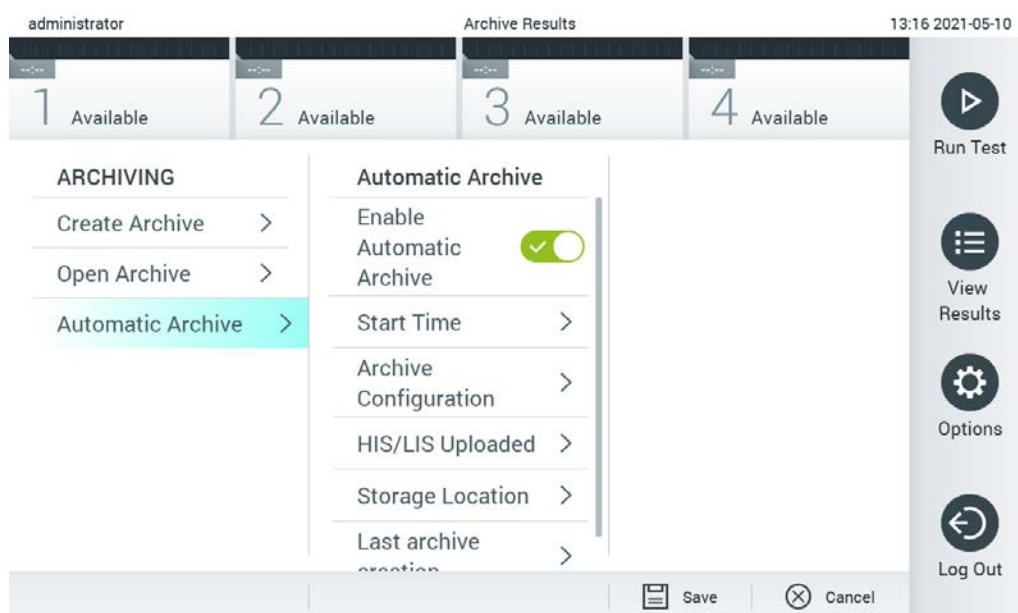 administrator
Archive Results
13:16 2021-05-10
--:--
--:--
--:--
--:--
1 Available
2 Available
3 Available
4 Available
ARCHIVING
Create Archive
Open Archive
Automatic Archive
Automatic Archive
Enable
Automatic
Archive
Start Time
Archive
Configuration
HIS/LIS Uploaded
Storage Location
Last archive
creation
Run Test
View
Results
Options
Log Out
Save
Cancel